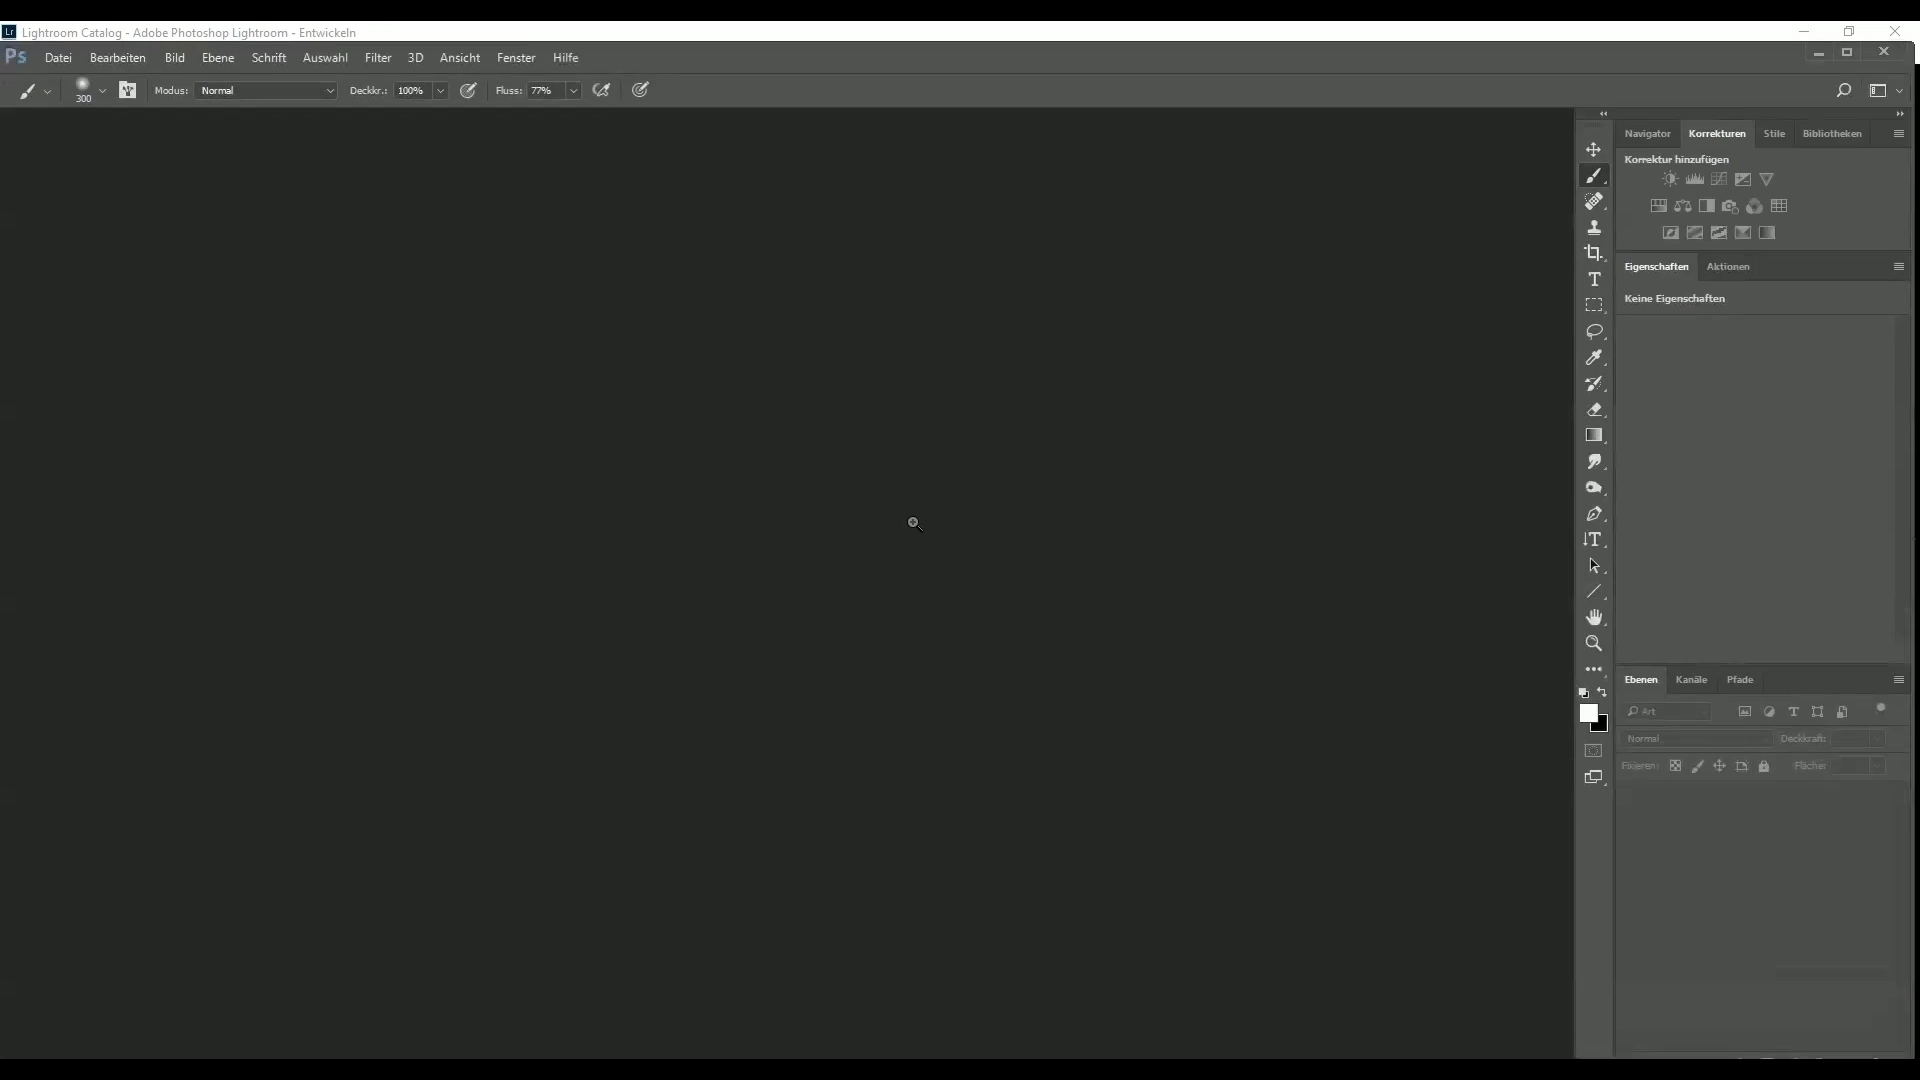 Lr Lightroom Catalog - Adobe Photoshop Lightroom - Entwickeln
Ps Datei Bearbeiten Bild Ebene Schrift Auswahl Filter 3D Ansicht Fenster Hilfe
300 Modus: Normal Deckkr.: 100% Fluss: 77%
Navigator Korrekturen Stile Bibliotheken
Korrektur hinzufügen
Eigenschaften Aktionen
Keine Eigenschaften
Ebenen Kanäle Pfade
Art
Normal Deckkraft:
Fixieren: Fläche: